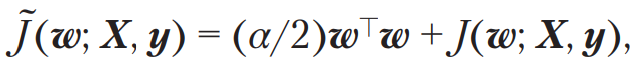 J̃(w; X, y) = (α/2)w⊤w + J(w; X, y),